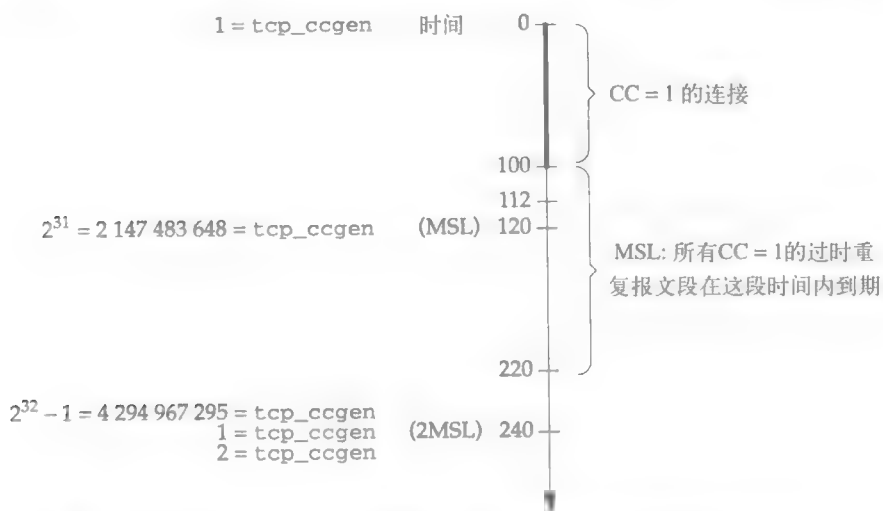 1 = tcp_ccgen 时间 0
CC = 1 的连接
100
112
2^31 = 2 147 483 648 = tcp_ccgen (MSL) 120
MSL: 所有CC = 1的过时重
复报文段在这段时间内到期
220
2^32 – 1 = 4 294 967 295 = tcp_ccgen
1 = tcp_ccgen (2MSL) 240
2 = tcp_ccgen